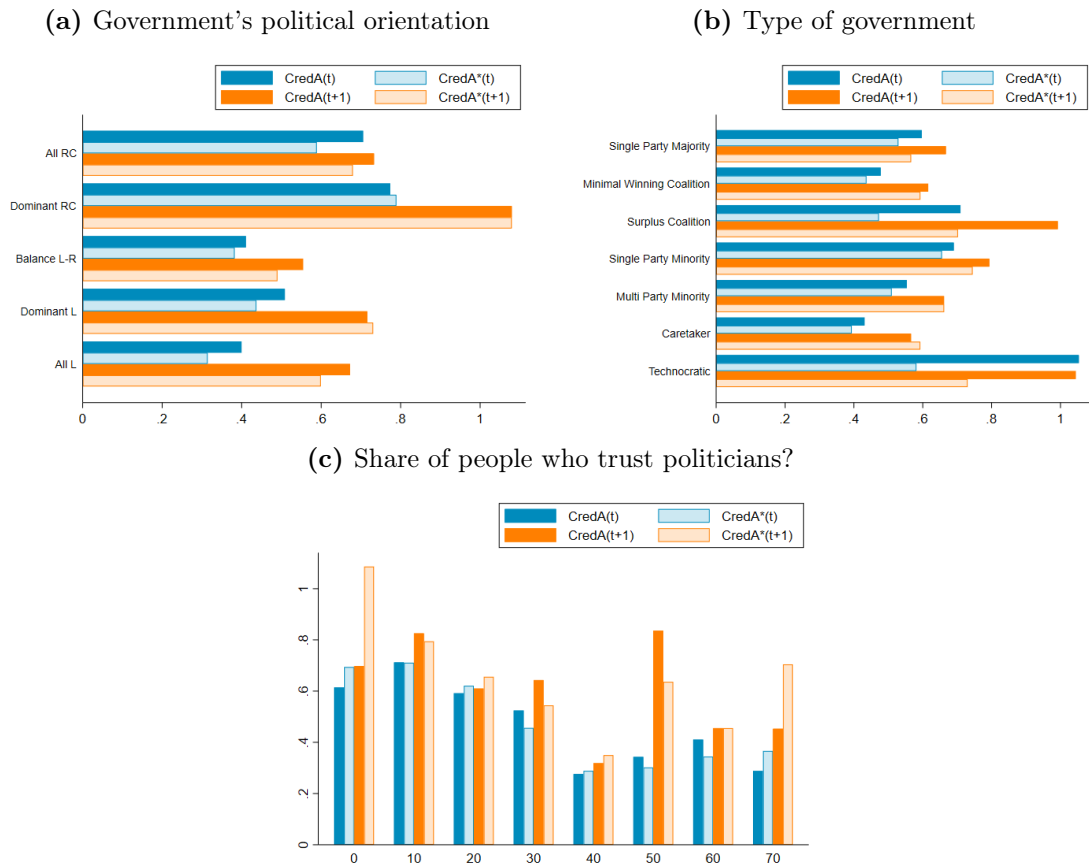 (a) Government's political orientation
CredA(t) CredA*(t)
CredA(t+1) CredA*(t+1)
All RC
Dominant RC
Balance L-R
Dominant L
All L
0 .2 .4 .6 .8 1
(b) Type of government
CredA(t) CredA*(t)
CredA(t+1) CredA*(t+1)
Single Party Majority
Minimal Winning Coalition
Surplus Coalition
Single Party Minority
Multi Party Minority
Caretaker
Technocratic
0 .2 .4 .6 .8 1
(c) Share of people who trust politicians?
CredA(t) CredA*(t)
CredA(t+1) CredA*(t+1)
1
.8
.6
.4
.2
0
0 10 20 30 40 50 60 70